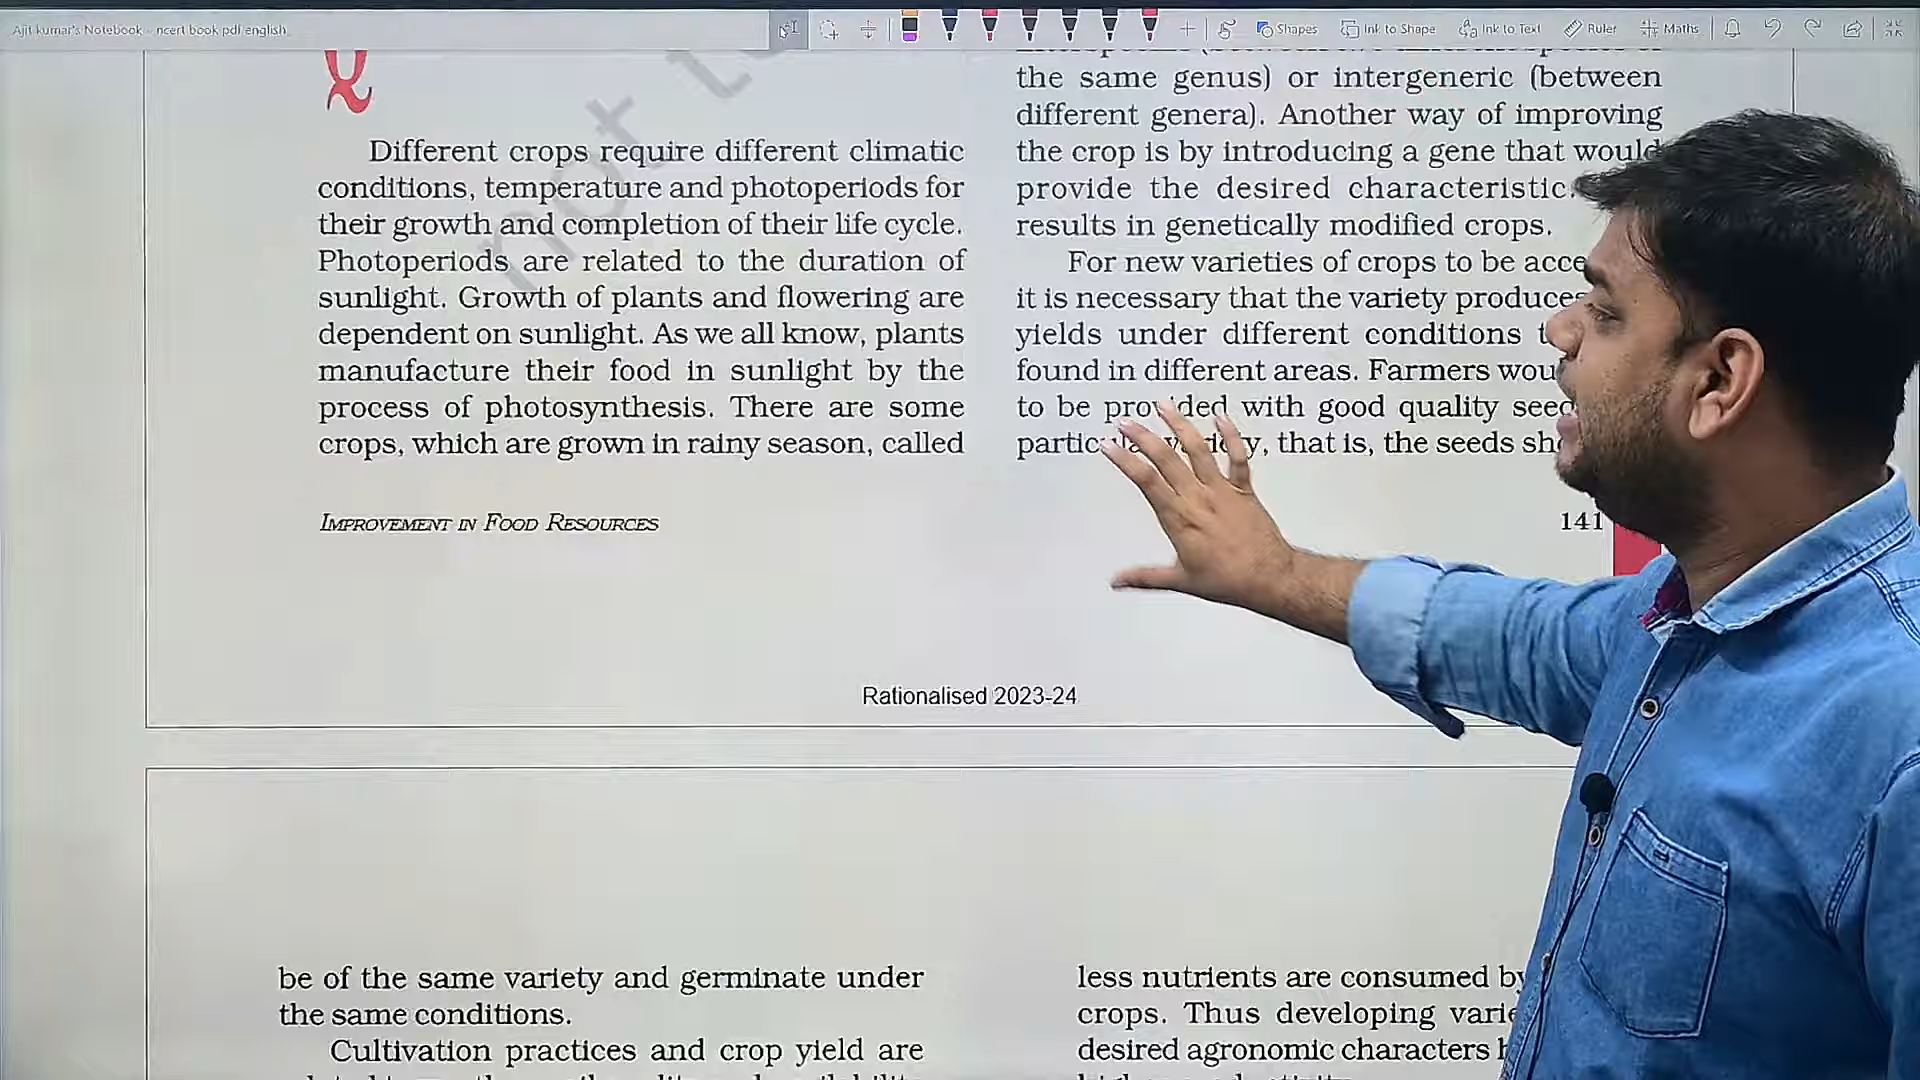 Ajit kumar's Notebook - ncert book pdf english
Shapes
Ink to Shape
Ink to Text
Ruler
Maths
Different crops require different climatic
conditions, temperature and photoperiods for
their growth and completion of their life cycle.
Photoperiods are related to the duration of
sunlight. Growth of plants and flowering are
dependent on sunlight. As we all know, plants
manufacture their food in sunlight by the
process of photosynthesis. There are some
crops, which are grown in rainy season, called
the same genus) or intergeneric (between
different genera). Another way of improving
the crop is by introducing a gene that would
provide the desired characteristic.
results in genetically modified crops.
For new varieties of crops to be
it is necessary that the variety produces
yields under different conditions
found in different areas. Farmers
to be provided with good quality
particular variety, that is, the seeds
IMPROVEMENT IN FOOD RESOURCES
141
Rationalised 2023-24
be of the same variety and germinate under
the same conditions.
Cultivation practices and crop yield are
less nutrients are consumed by
crops. Thus developing
desired agronomic characters
not